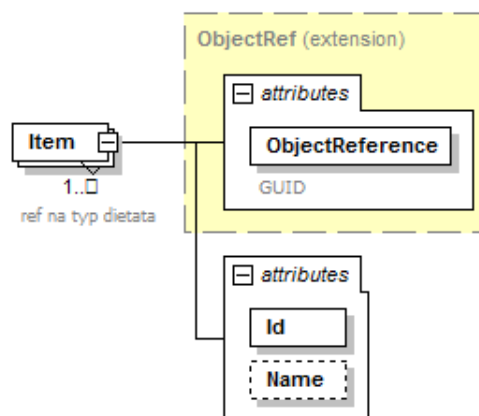 ObjectRef (extension)
attributes
Item
ObjectReference
1..□
GUID
ref na typ dietata
attributes
Id
Name